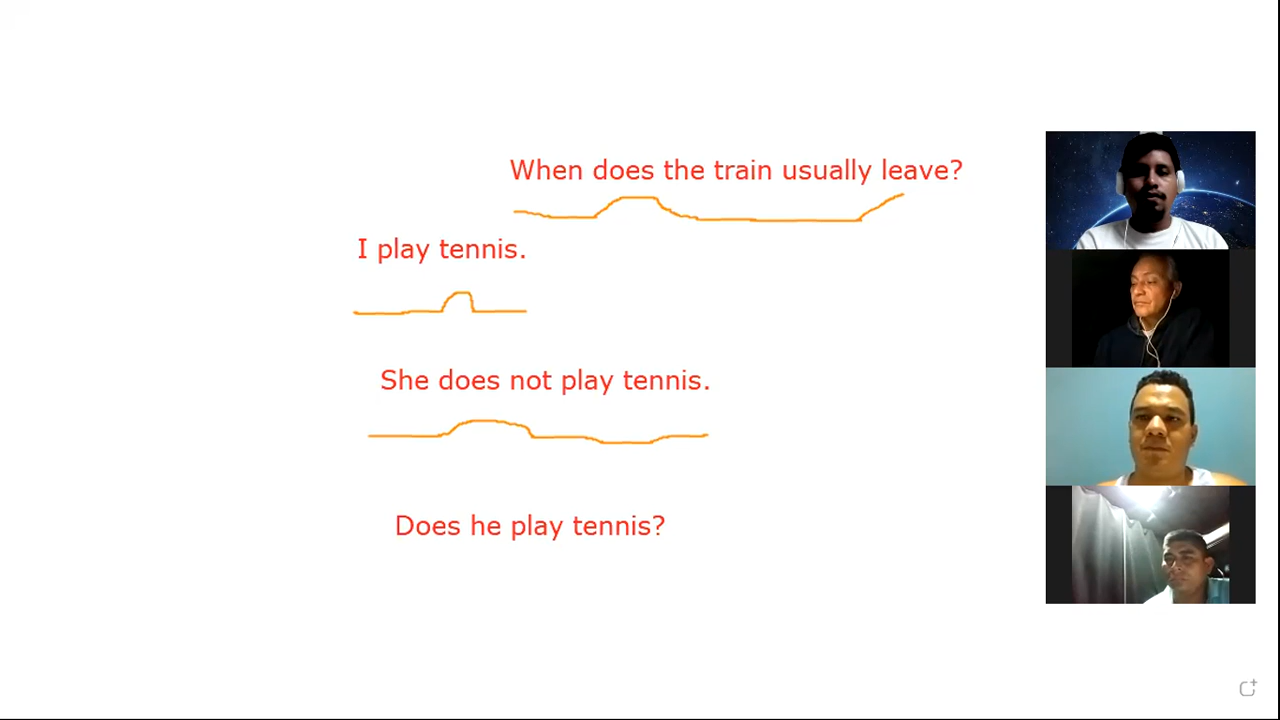 When does the train usually leave?
I play tennis.
She does not play tennis.
Does he play tennis?